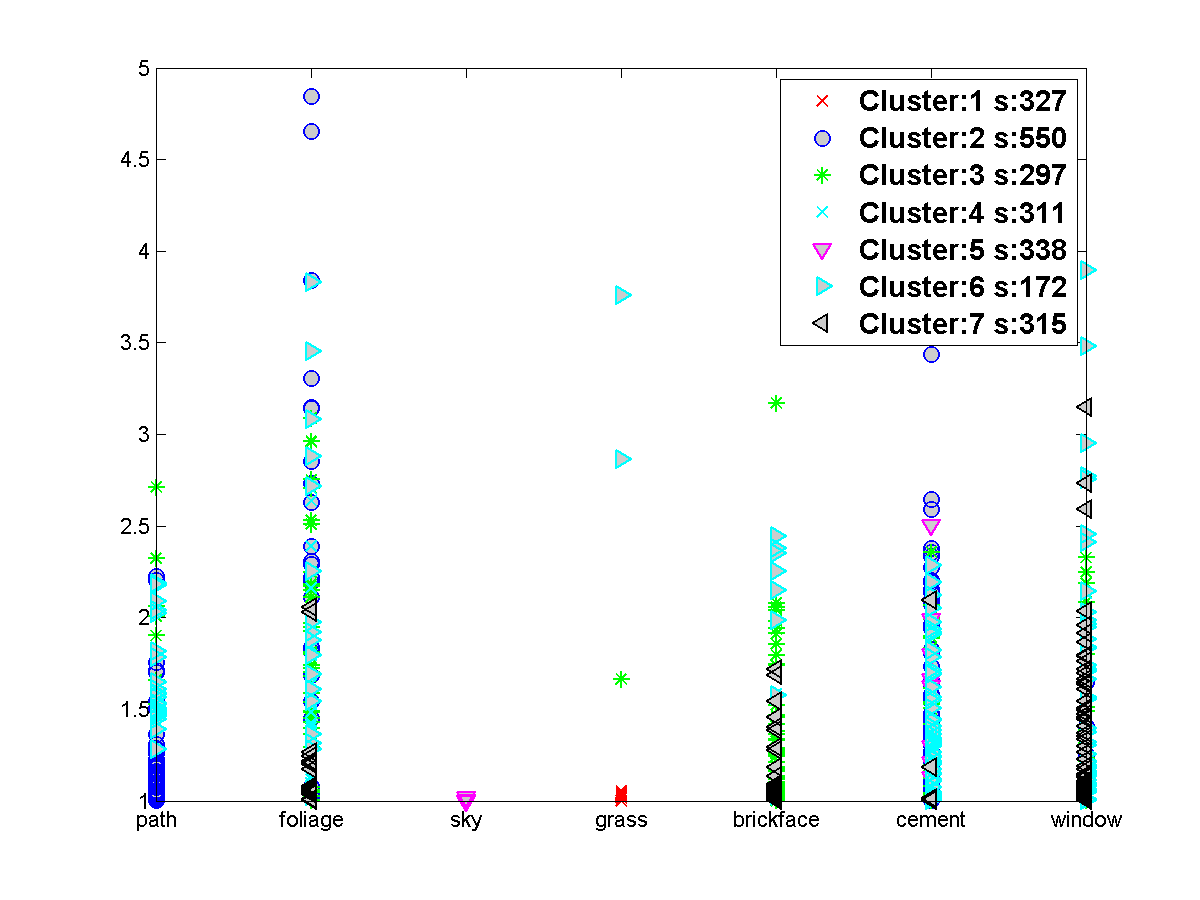 5
4.5
4
3.5
3
2.5
2
1.5
1
path foliage sky grass brickface cement window
Cluster:1 s:327
Cluster:2 s:550
Cluster:3 s:297
Cluster:4 s:311
Cluster:5 s:338
Cluster:6 s:172
Cluster:7 s:315